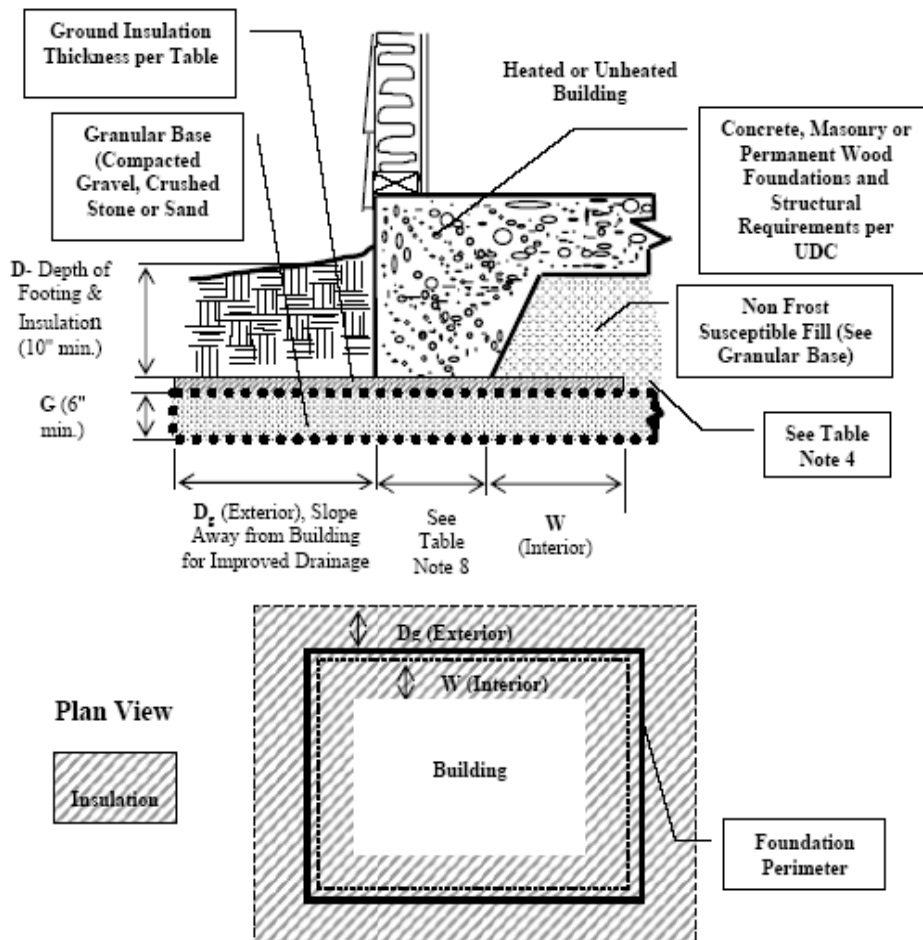 Ground Insulation
Thickness per Table
Granular Base
(Compacted
Gravel, Crushed
Stone or Sand
Heated or Unheated
Building
Concrete, Masonry or
Permanent Wood
Foundations and
Structural
Requirements per
UDC
D- Depth of
Footing &
Insulation
(10" min.)
Non Frost
Susceptible Fill (See
Granular Base)
G (6"
min.)
See Table
Note 4
Dg (Exterior), Slope
Away from Building
for Improved Drainage
See
Table
Note 8
W
(Interior)
Dg (Exterior)
W (Interior)
Plan View
Insulation
Building
Foundation
Perimeter